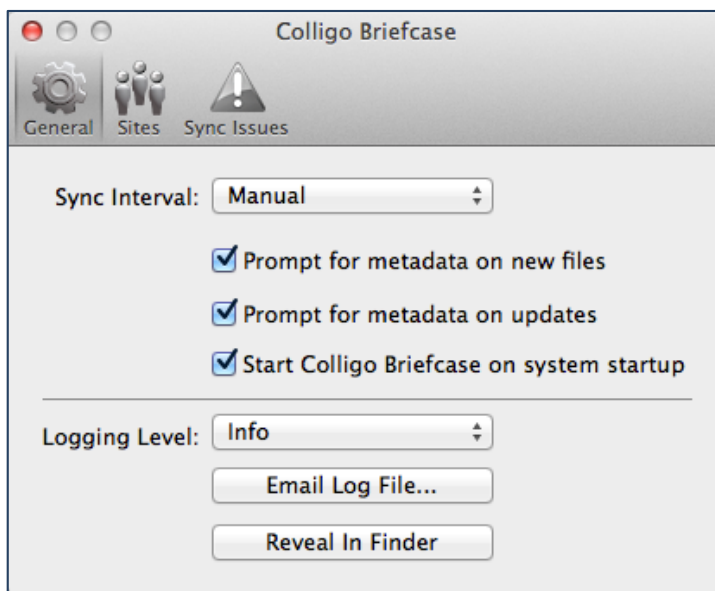 Colligo Briefcase
General Sites Sync Issues
Sync Interval: Manual
Prompt for metadata on new files
Prompt for metadata on updates
Start Colligo Briefcase on system startup
Logging Level: Info
Email Log File...
Reveal In Finder